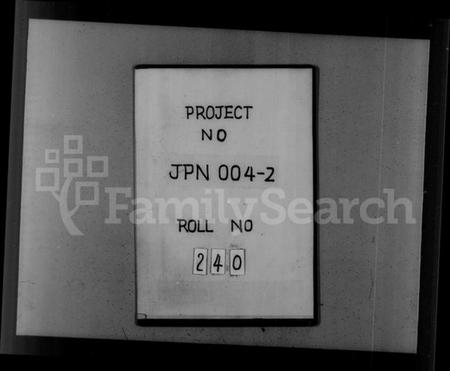 PROJECT
NO
JPN 004-2
FamilySearch
ROLL NO
240